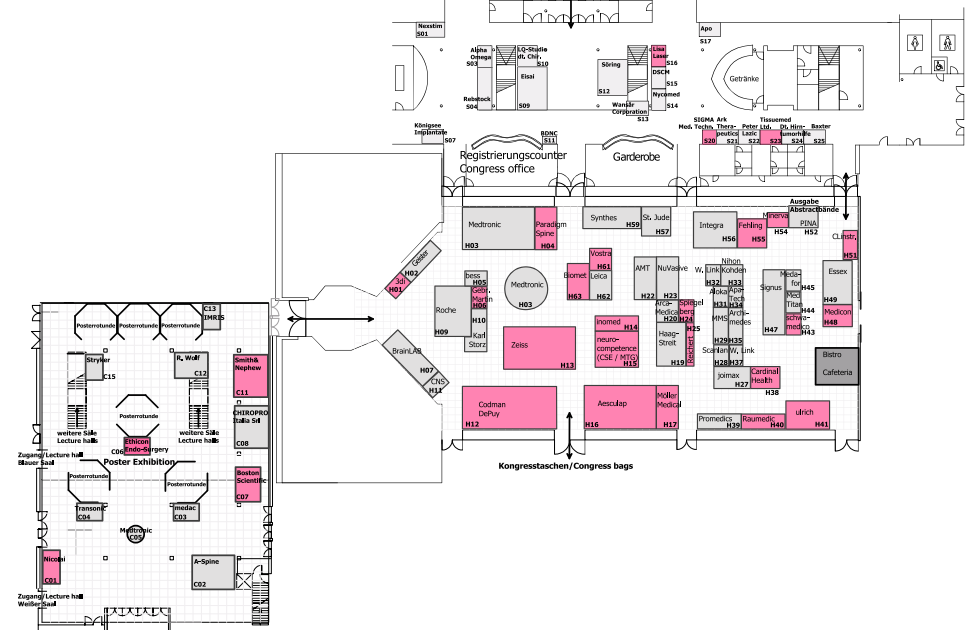 Nexstim
S01
Alpha
Omega
S03
Rebstock
S04
LQ-Studio
dt. Chir.
S10
Eisai
S09
Söring
S12
Wansár
Corporation
S13
Lisa
Laser
S16
DSCM
S15
Nycomed
S14
Apo
S17
Getränke
Königsee
Implantate
S07
BDNC
S11
Registrierungscounter
Congress office
Garderobe
SIGMA
Med. Techn.
S20
Ark
Thera-
peutics
S21
Peter
Lazic
S22
Tissuemed
Ltd.
S23
Dt. Hirn-
tumorhilfe
S24
Baxter
S25
Ausgabe
Abstractbände
Medtronic
H03
Paradigm
Spine
H04
Synthes
H59
St. Jude
H57
Integra
H56
Fehling
H55
Minerva
H54
PINA
H52
CLinstr.
H51
Geister
H02
3di
H01
bess
H05
Gebr.
Martin
H06
H10
Karl
Storz
Roche
H09
Medtronic
H03
Vostra
H61
Biomet
H63
Leica
H62
AMT
H22
NuVasive
H23
W. Link
H32
Nihon
Kohden
H33
Aloka
H31
Apa-
Tech
H34
MMS
H29
Archi-
medes
H35
Scanlan
H28
W. Link
H37
Signus
H47
Meda-
for
H45
Med
Titan
H44
schwa-
medico
H43
Essex
H49
Medicon
H48
Bistro
Cafeteria
Arca-
Medica
H20
Spiegel
berg
H24
H25
Reichert
Haag-
Streit
H19
inomed
H14
neuro-
competence
(CSE / MTG)
H15
Zeiss
H13
BrainLAB
H07
CNS
H11
joimax
H27
Cardinal
Health
H38
Codman
DePuy
H12
Aesculap
H16
Möller
Medical
H17
Promedics
H39
Raumedic
H40
ulrich
H41
Kongresstaschen/Congress bags
Posterrotunde
Posterrotunde
Posterrotunde
C13
IMRIS
Stryker
C15
R. Wolf
C12
Smith&
Nephew
C11
Posterrotunde
weitere Säle
Lecture halls
weitere Säle
Lecture halls
CHIROPRO
Italia Srl
C08
Ethicon
Endo-Surgery
C06
Zugang/Lecture hall
Blauer Saal
Poster Exhibition
Posterrotunde
Posterrotunde
Boston
Scientific
C07
Transonic
C04
medac
C03
Medtronic
C05
Nicolai
C01
A-Spine
C02
Zugang/Lecture hall
Weißer Saal